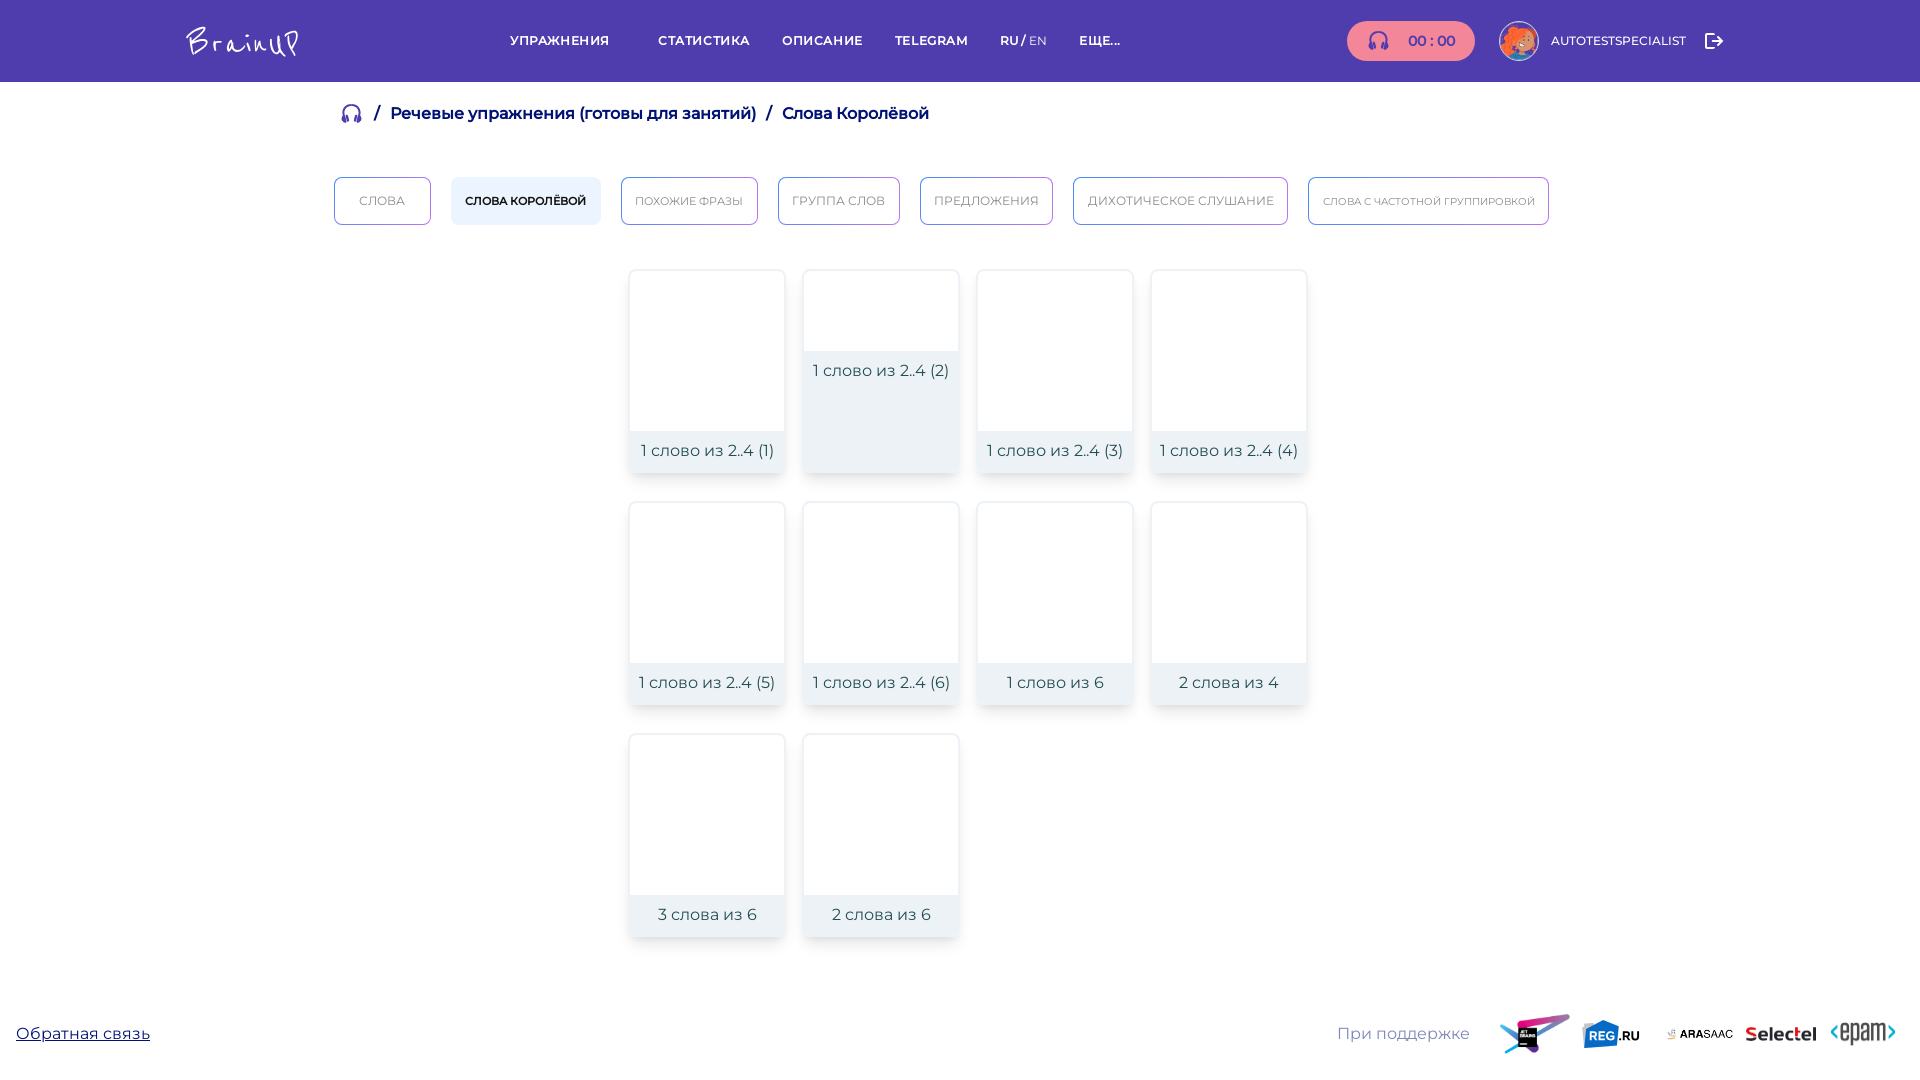 BrainUP
УПРАЖНЕНИЯ
СТАТИСТИКА
ОПИСАНИЕ
TELEGRAM
RU / EN
ЕЩЕ...
00 : 00
AUTOTESTSPECIALIST
/ Речевые упражнения (готовы для занятий) / Слова Королёвой
СЛОВА
СЛОВА КОРОЛЁВОЙ
ПОХОЖИЕ ФРАЗЫ
ГРУППА СЛОВ
ПРЕДЛОЖЕНИЯ
ДИХОТИЧЕСКОЕ СЛУШАНИЕ
СЛОВА С ЧАСТОТНОЙ ГРУППИРОВКОЙ
1 слово из 2..4 (1)
1 слово из 2..4 (2)
1 слово из 2..4 (3)
1 слово из 2..4 (4)
1 слово из 2..4 (5)
1 слово из 2..4 (6)
1 слово из 6
2 слова из 4
3 слова из 6
2 слова из 6
Обратная связь
При поддержке
JET
BRAINS
REG.RU
ARASAAC
Selectel
<epam>